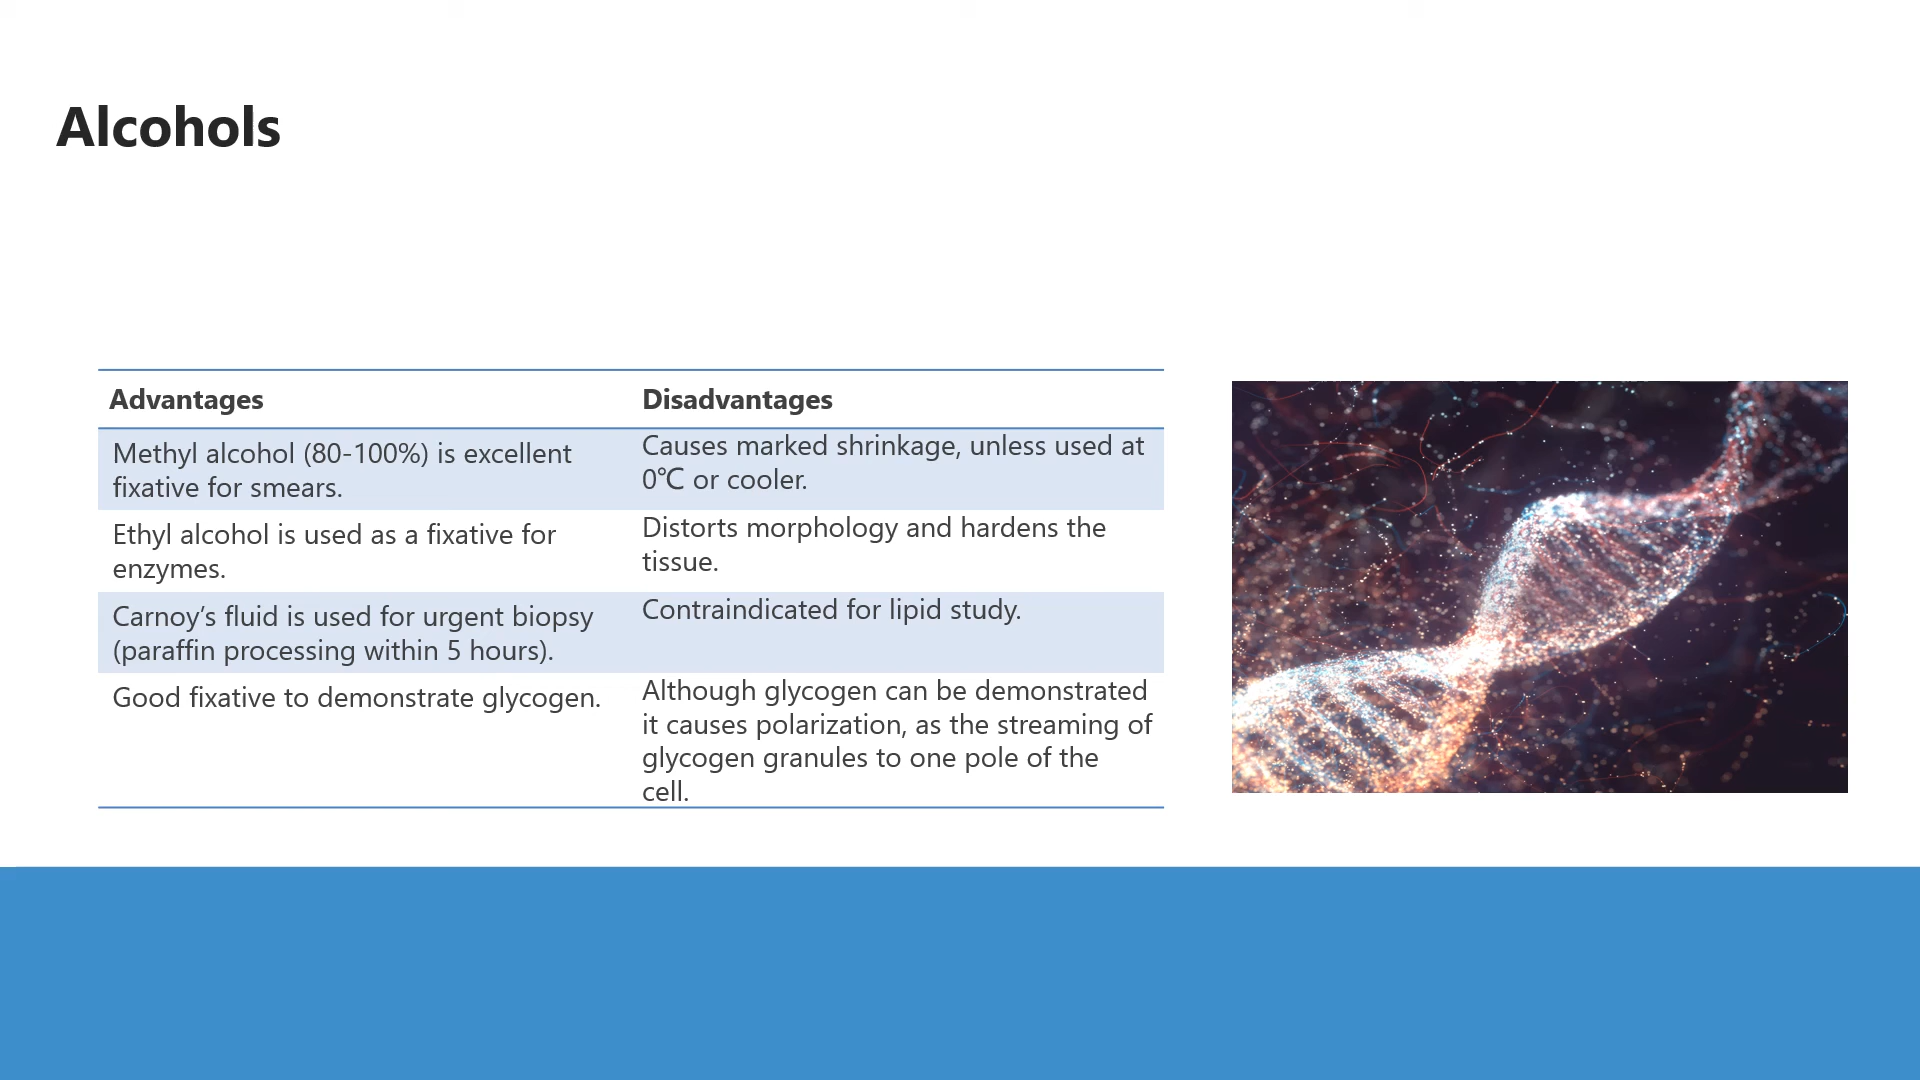 Alcohols
Advantages
Disadvantages
Methyl alcohol (80-100%) is excellent
fixative for smears.
Causes marked shrinkage, unless used at
0℃ or cooler.
Ethyl alcohol is used as a fixative for
enzymes.
Distorts morphology and hardens the
tissue.
Carnoy’s fluid is used for urgent biopsy
(paraffin processing within 5 hours).
Contraindicated for lipid study.
Good fixative to demonstrate glycogen.
Although glycogen can be demonstrated
it causes polarization, as the streaming of
glycogen granules to one pole of the
cell.